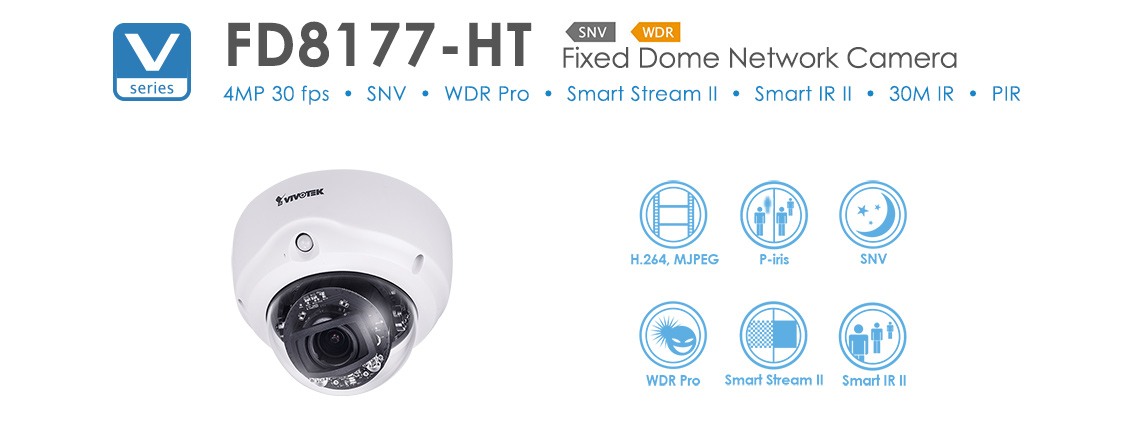 V
series
FD8177-HT
SNV
WDR
Fixed Dome Network Camera
4MP 30 fps • SNV • WDR Pro • Smart Stream II • Smart IR II • 30M IR • PIR
VIVOTEK
H.264, MJPEG
P-iris
SNV
WDR Pro
Smart Stream II
Smart IR II